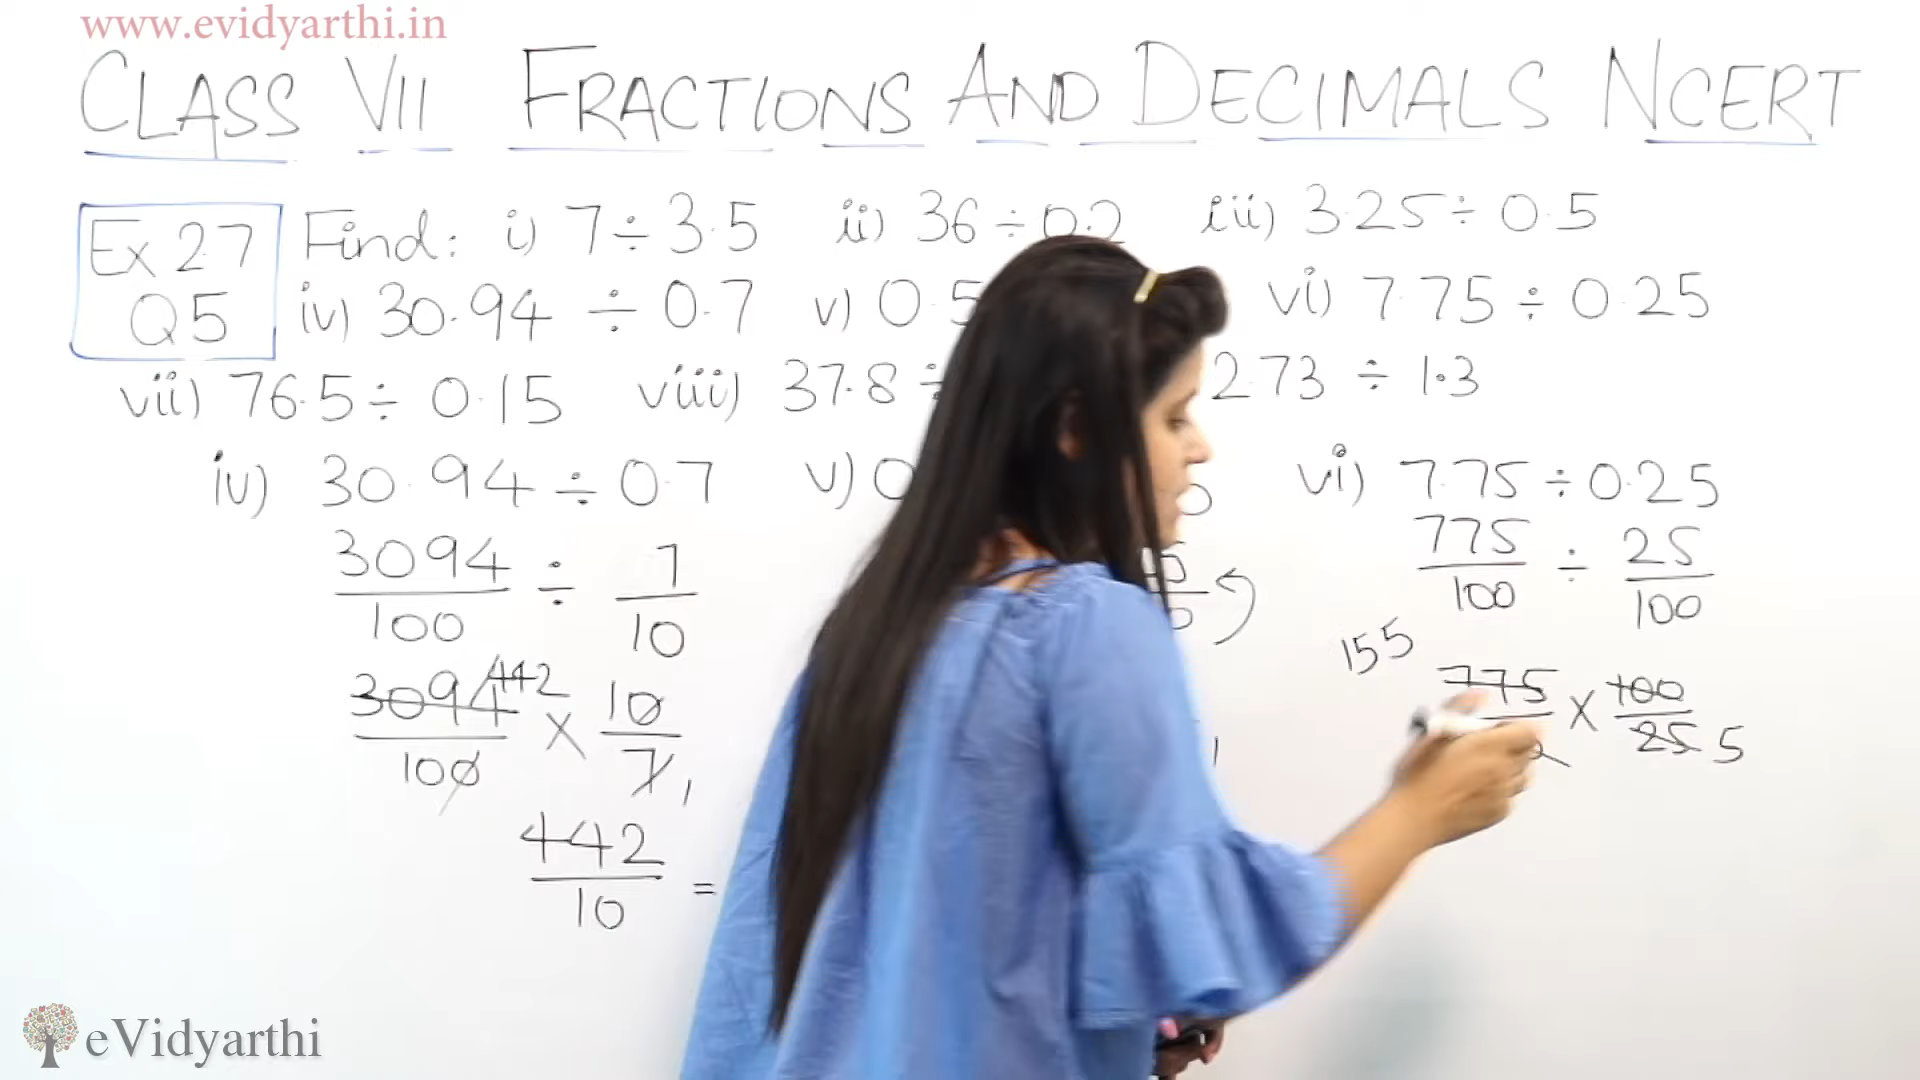 www.evidyarthi.in
CLASS VII FRACTIONS AND DECIMALS NCERT
Ex 2.7 Find: i) 7 ÷ 3.5 ii) 36 ÷ 0.2 iii) 3.25 ÷ 0.5
Q5 iv) 30.94 ÷ 0.7 v) 0.5 vi) 7.75 ÷ 0.25
vii) 76.5 ÷ 0.15 viii) 37.8 ÷ 2.73 ÷ 1.3
iv) 30.94 ÷ 0.7 v) 0 vi) 7.75 ÷ 0.25
3094/100 ÷ 7/10 775/100 ÷ 25/100
155
3094/100 442 × 10/7 1 775 × 100/25 5
442/10 =
eVidyarthi